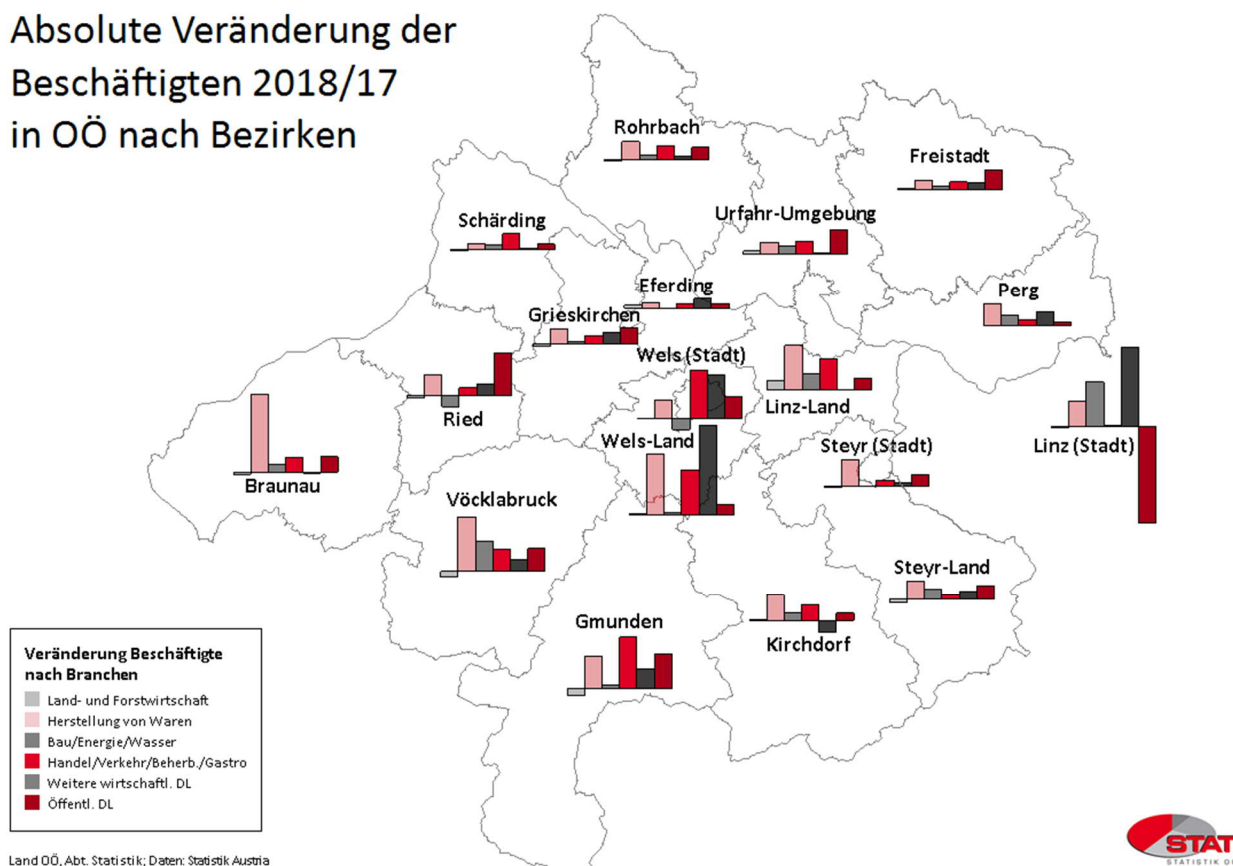 Absolute Veränderung der
Beschäftigten 2018/17
in OÖ nach Bezirken
Rohrbach
Freistadt
Schärding
Urfahr-Umgebung
Eferding
Perg
Grieskirchen
Wels (Stadt)
Ried
Linz-Land
Wels-Land
Steyr (Stadt)
Linz (Stadt)
Braunau
Vöcklabruck
Steyr-Land
Gmunden
Kirchdorf
Veränderung Beschäftigte
nach Branchen
Land- und Forstwirtschaft
Herstellung von Waren
Bau/Energie/Wasser
Handel/Verkehr/Beherb./Gastro
Weitere wirtschaftl. DL
Öffentl. DL
Land OÖ, Abt. Statistik; Daten: Statistik Austria
STAT
STATISTIK O